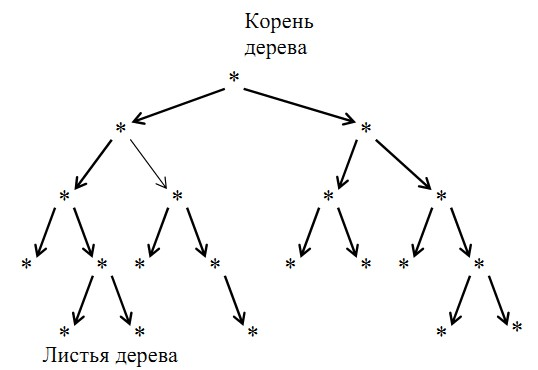 Корень
дерева
Листья дерева